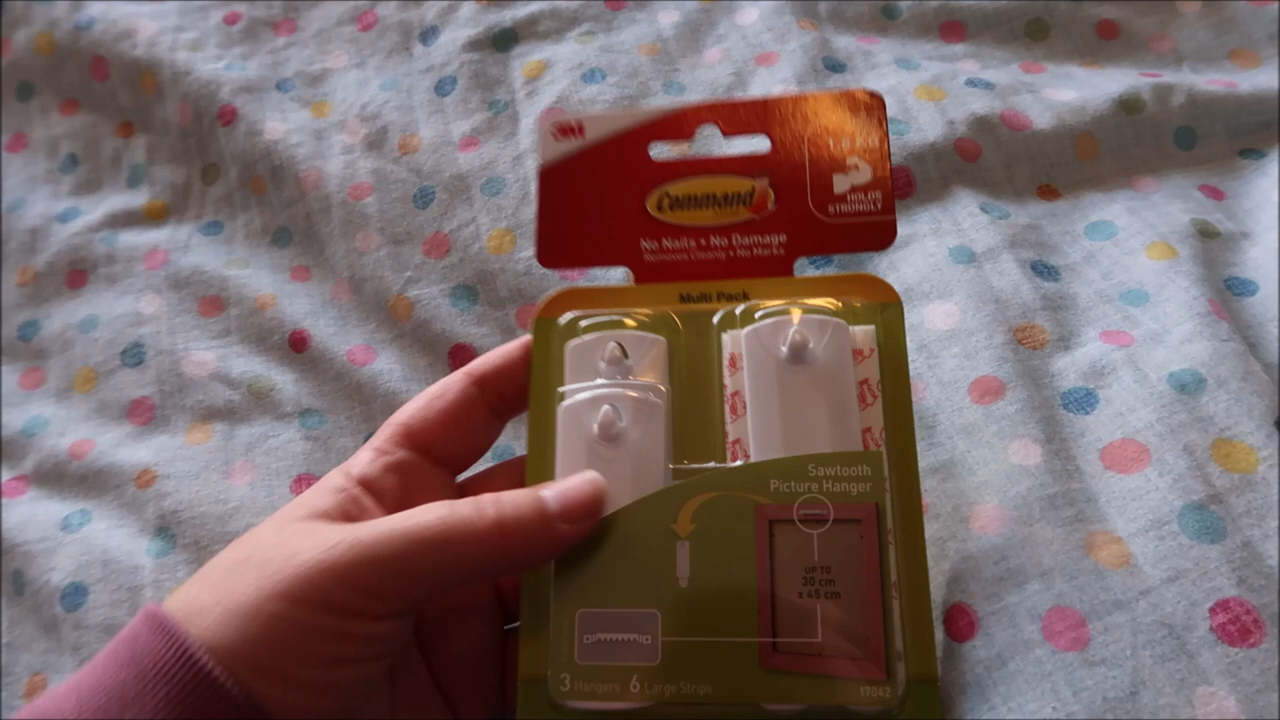 3M
Command
HOLDS
STRONGLY
No Nails • No Damage
Removes Cleanly • No Marks
Multi Pack
Sawtooth
Picture Hanger
UP TO
30 cm
x 45 cm
3 Hangers 6 Large Strips
17042